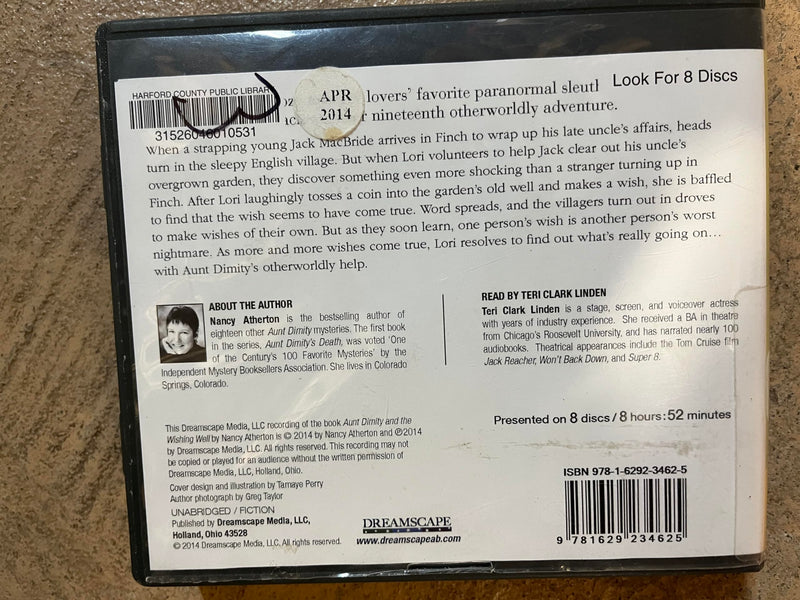 HARFORD COUNTY PUBLIC LIBRAR
31526046010531
APR
2014
lovers' favorite paranormal sleuth
Look For 8 Discs
nineteenth otherworldly adventure.
When a strapping young Jack MacBride arrives in Finch to wrap up his late uncle's affairs, heads
turn in the sleepy English village. But when Lori volunteers to help Jack clear out his uncle's
overgrown garden, they discover something even more shocking than a stranger turning up in
Finch. After Lori laughingly tosses a coin into the garden's old well and makes a wish, she is baffled
to find that the wish seems to have come true. Word spreads, and the villagers turn out in droves
to make wishes of their own. But as they soon learn, one person's wish is another person's worst
nightmare. As more and more wishes come true, Lori resolves to find out what's really going on…
with Aunt Dimity's otherworldly help.
ABOUT THE AUTHOR
Nancy Atherton is the bestselling author of
eighteen other Aunt Dimity mysteries. The first book
in the series, Aunt Dimity's Death, was voted 'One
of the Century's 100 Favorite Mysteries' by the
Independent Mystery Booksellers Association. She lives in Colorado
Springs, Colorado.
READ BY TERI CLARK LINDEN
Teri Clark Linden is a stage, screen, and voiceover actress
with years of industry experience. She received a BA in theatre
from Chicago's Roosevelt University, and has narrated nearly 100
audiobooks. Theatrical appearances include the Tom Cruise film
Jack Reacher, Won't Back Down, and Super 8.
This Dreamscape Media, LLC recording of the book Aunt Dimity and the
Wishing Well by Nancy Atherton is © 2014 by Nancy Atherton and ℗2014
by Dreamscape Media, LLC. All rights reserved. This recording may not
be copied or played for an audience without the written permission of
Dreamscape Media, LLC, Holland, Ohio.
Cover design and illustration by Tamaye Perry
Author photograph by Greg Taylor
UNABRIDGED / FICTION
Published by Dreamscape Media, LLC,
Holland, Ohio 43528
© 2014 Dreamscape Media, LLC, All rights reserved.
Presented on 8 discs / 8 hours: 52 minutes
DREAMSCAPE
www.dreamscapeab.com
ISBN 978-1-6292-3462-5
9 781629 234625